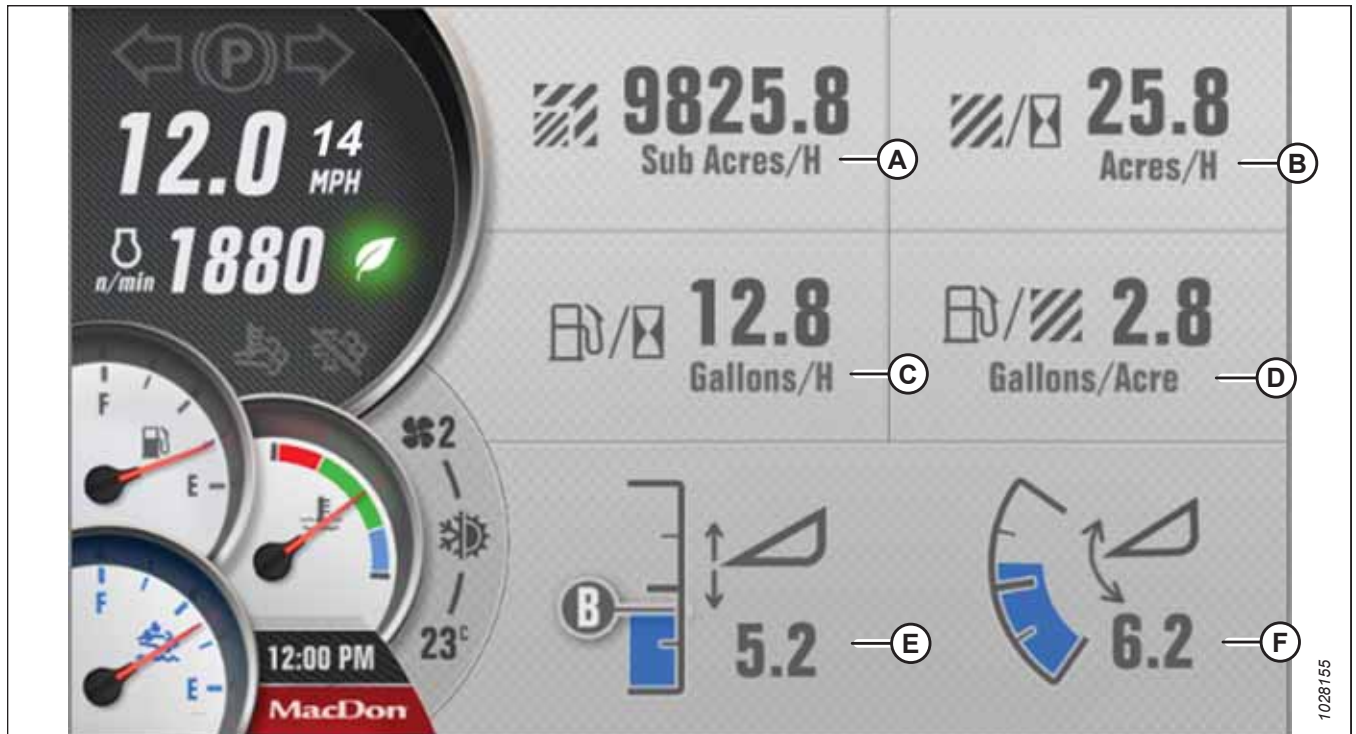 P
12.0 14 MPH
n/min 1880
F
E
F
E
2
23c
12:00 PM
MacDon
9825.8
Sub Acres/H
A
/ 25.8
Acres/H
B
/ 12.8
Gallons/H
C
/ 2.8
Gallons/Acre
D
B
5.2
E
6.2
F
1028155